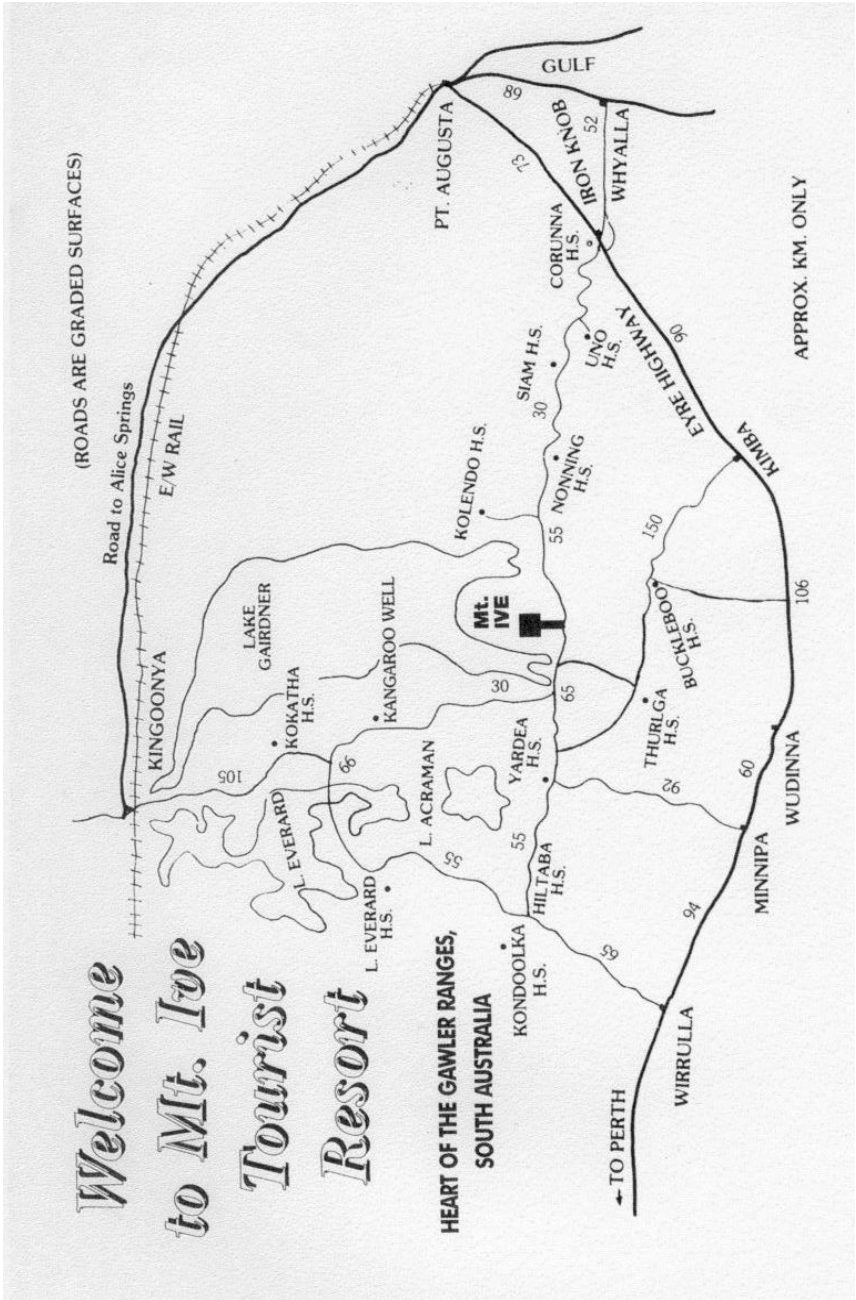 Welcome
to Mt. Ive
Tourist
Resort
HEART OF THE GAWLER RANGES,
SOUTH AUSTRALIA
(ROADS ARE GRADED SURFACES)
Road to Alice Springs
E/W RAIL
KINGOONYA
105
LAKE
GAIRDNER
KOKATHA
H.S.
L. EVERARD
L. EVERARD
H.S.
KANGAROO WELL
L. ACRAMAN
KOLENDO H.S.
PT. AUGUSTA
GULF
73
IRON KNOB
52
WHYALLA
CORUNNA
H.S.
UNO
H.S.
SIAM H.S.
30
NONNING
H.S.
55
Mt.
IVE
30
65
YARDEA
H.S.
55
HILTABA
H.S.
55
KONDOOLKA
H.S.
65
92
THURLGA
H.S.
BUCKLEBOO
H.S.
150
EYRE HIGHWAY
90
KIMBA
106
WUDINNA
60
MINNIPA
94
WIRRULLA
← TO PERTH
APPROX. KM. ONLY